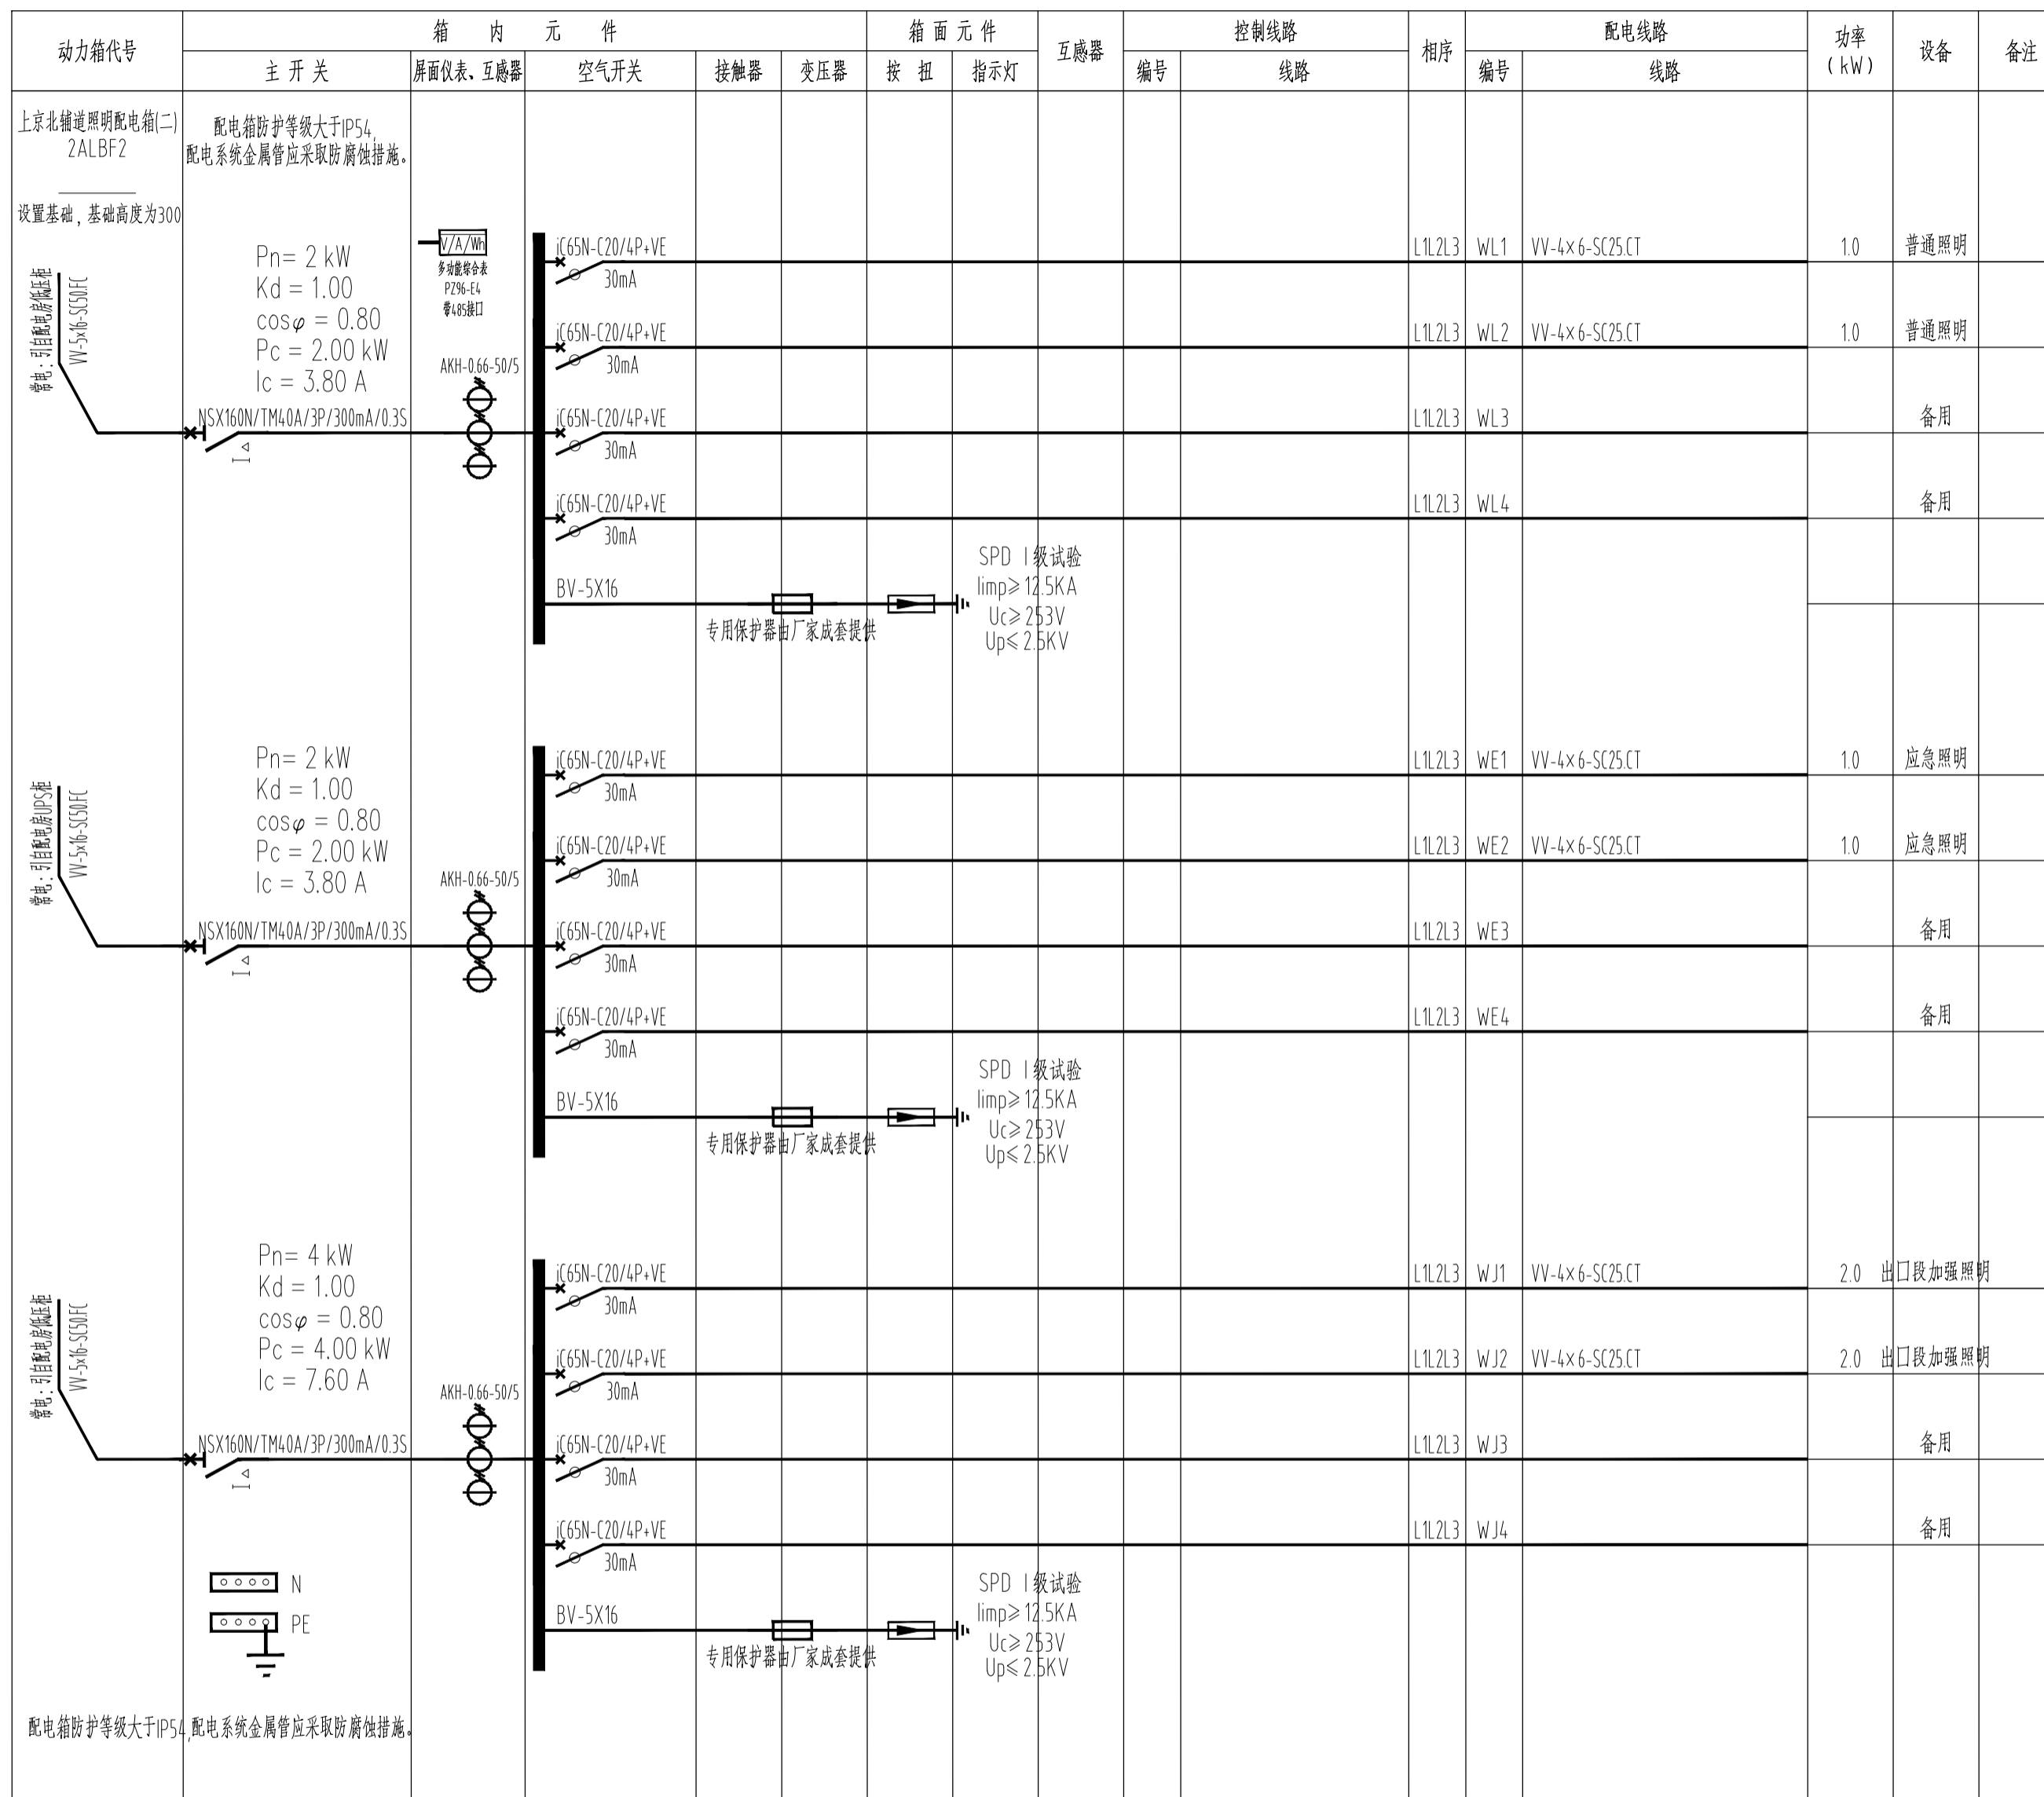 动力箱代号
箱 内 元 件
箱 面 元 件
互感器
控制线路
相序
配电线路
功率
(kW)
设备
备注
主 开 关
屏面仪表、互感器
空气开关
接触器
变压器
按 扭
指示灯
编号
线路
编号
线路
上京北辅道照明配电箱(二)
2ALBF2
设置基础，基础高度为300
配电箱防护等级大于IP54,
配电系统金属管应采取防腐蚀措施。
常电：引自配电房低压柜
VV-5x16-SC50.FC
Pn= 2 kW
Kd = 1.00
cosφ = 0.80
Pc = 2.00 kW
Ic = 3.80 A
NSX160N/TM40A/3P/300mA/0.3S
I△
V/A/Wh
多功能综合表
PZ96-E4
带485接口
AKH-0.66-50/5
iC65N-C20/4P+VE
30mA
L1L2L3 WL1 VV-4×6-SC25.CT 1.0 普通照明
iC65N-C20/4P+VE
30mA
L1L2L3 WL2 VV-4×6-SC25.CT 1.0 普通照明
iC65N-C20/4P+VE
30mA
L1L2L3 WL3 备用
iC65N-C20/4P+VE
30mA
L1L2L3 WL4 备用
BV-5X16
专用保护器由厂家成套提供
SPD I级试验
Iimp≥12.5KA
Uc≥253V
Up≤2.5KV
常电：引自配电房UPS柜
VV-5x16-SC50.FC
Pn= 2 kW
Kd = 1.00
cosφ = 0.80
Pc = 2.00 kW
Ic = 3.80 A
NSX160N/TM40A/3P/300mA/0.3S
I△
AKH-0.66-50/5
iC65N-C20/4P+VE
30mA
L1L2L3 WE1 VV-4×6-SC25.CT 1.0 应急照明
iC65N-C20/4P+VE
30mA
L1L2L3 WE2 VV-4×6-SC25.CT 1.0 应急照明
iC65N-C20/4P+VE
30mA
L1L2L3 WE3 备用
iC65N-C20/4P+VE
30mA
L1L2L3 WE4 备用
BV-5X16
专用保护器由厂家成套提供
SPD I级试验
Iimp≥12.5KA
Uc≥253V
Up≤2.5KV
常电：引自配电房低压柜
VV-5x16-SC50.FC
Pn= 4 kW
Kd = 1.00
cosφ = 0.80
Pc = 4.00 kW
Ic = 7.60 A
NSX160N/TM40A/3P/300mA/0.3S
I△
AKH-0.66-50/5
iC65N-C20/4P+VE
30mA
L1L2L3 WJ1 VV-4×6-SC25.CT 2.0 出口段加强照明
iC65N-C20/4P+VE
30mA
L1L2L3 WJ2 VV-4×6-SC25.CT 2.0 出口段加强照明
iC65N-C20/4P+VE
30mA
L1L2L3 WJ3 备用
iC65N-C20/4P+VE
30mA
L1L2L3 WJ4 备用
BV-5X16
专用保护器由厂家成套提供
SPD I级试验
Iimp≥12.5KA
Uc≥253V
Up≤2.5KV
N
PE
配电箱防护等级大于IP54,配电系统金属管应采取防腐蚀措施。